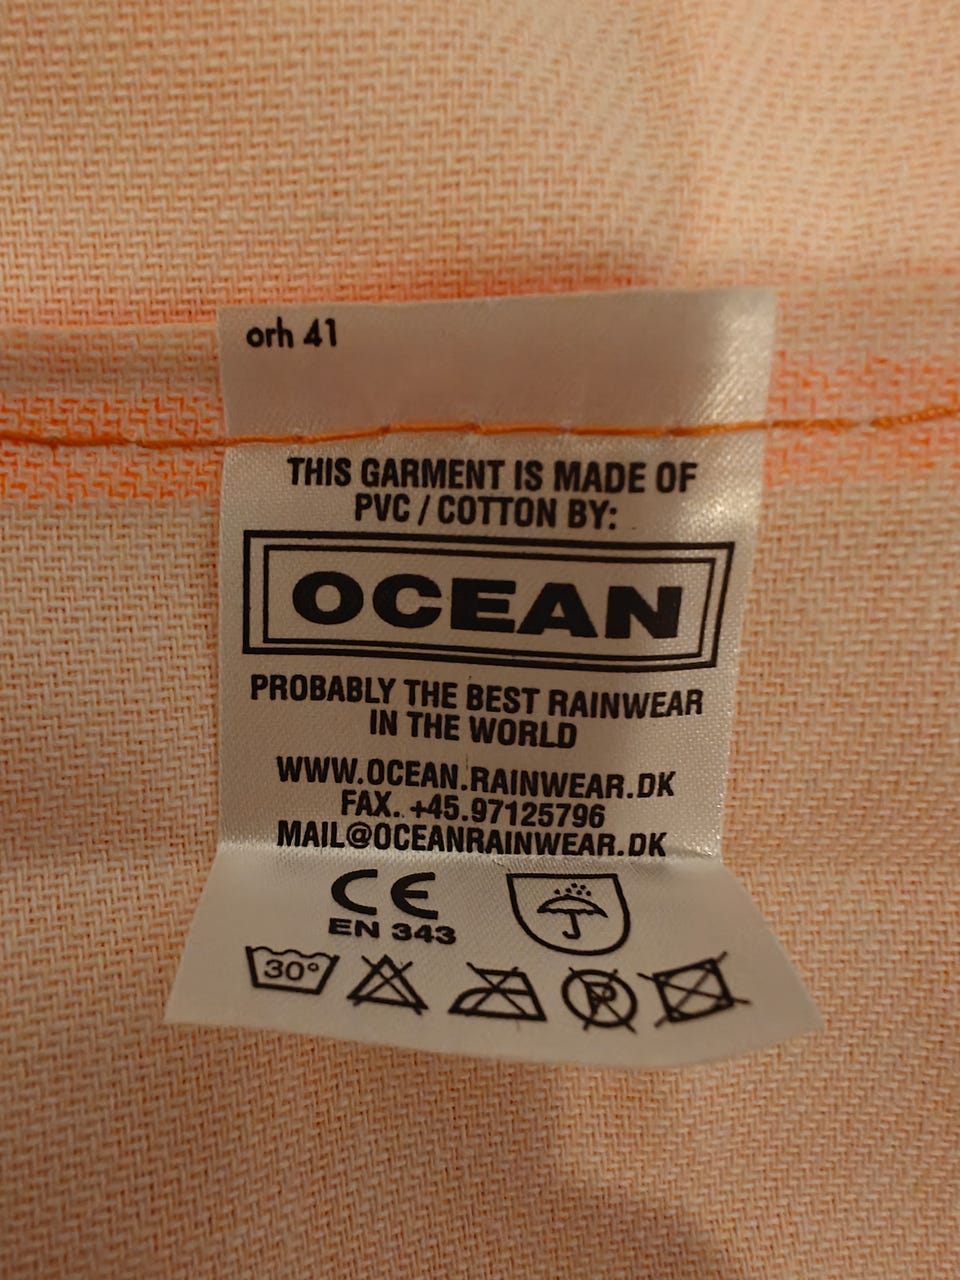 orh 41
THIS GARMENT IS MADE OF
PVC / COTTON BY:
OCEAN
PROBABLY THE BEST RAINWEAR
IN THE WORLD
WWW.OCEAN.RAINWEAR.DK
FAX. +45.97125796
MAIL@OCEANRAINWEAR.DK
CE
EN 343
30° P